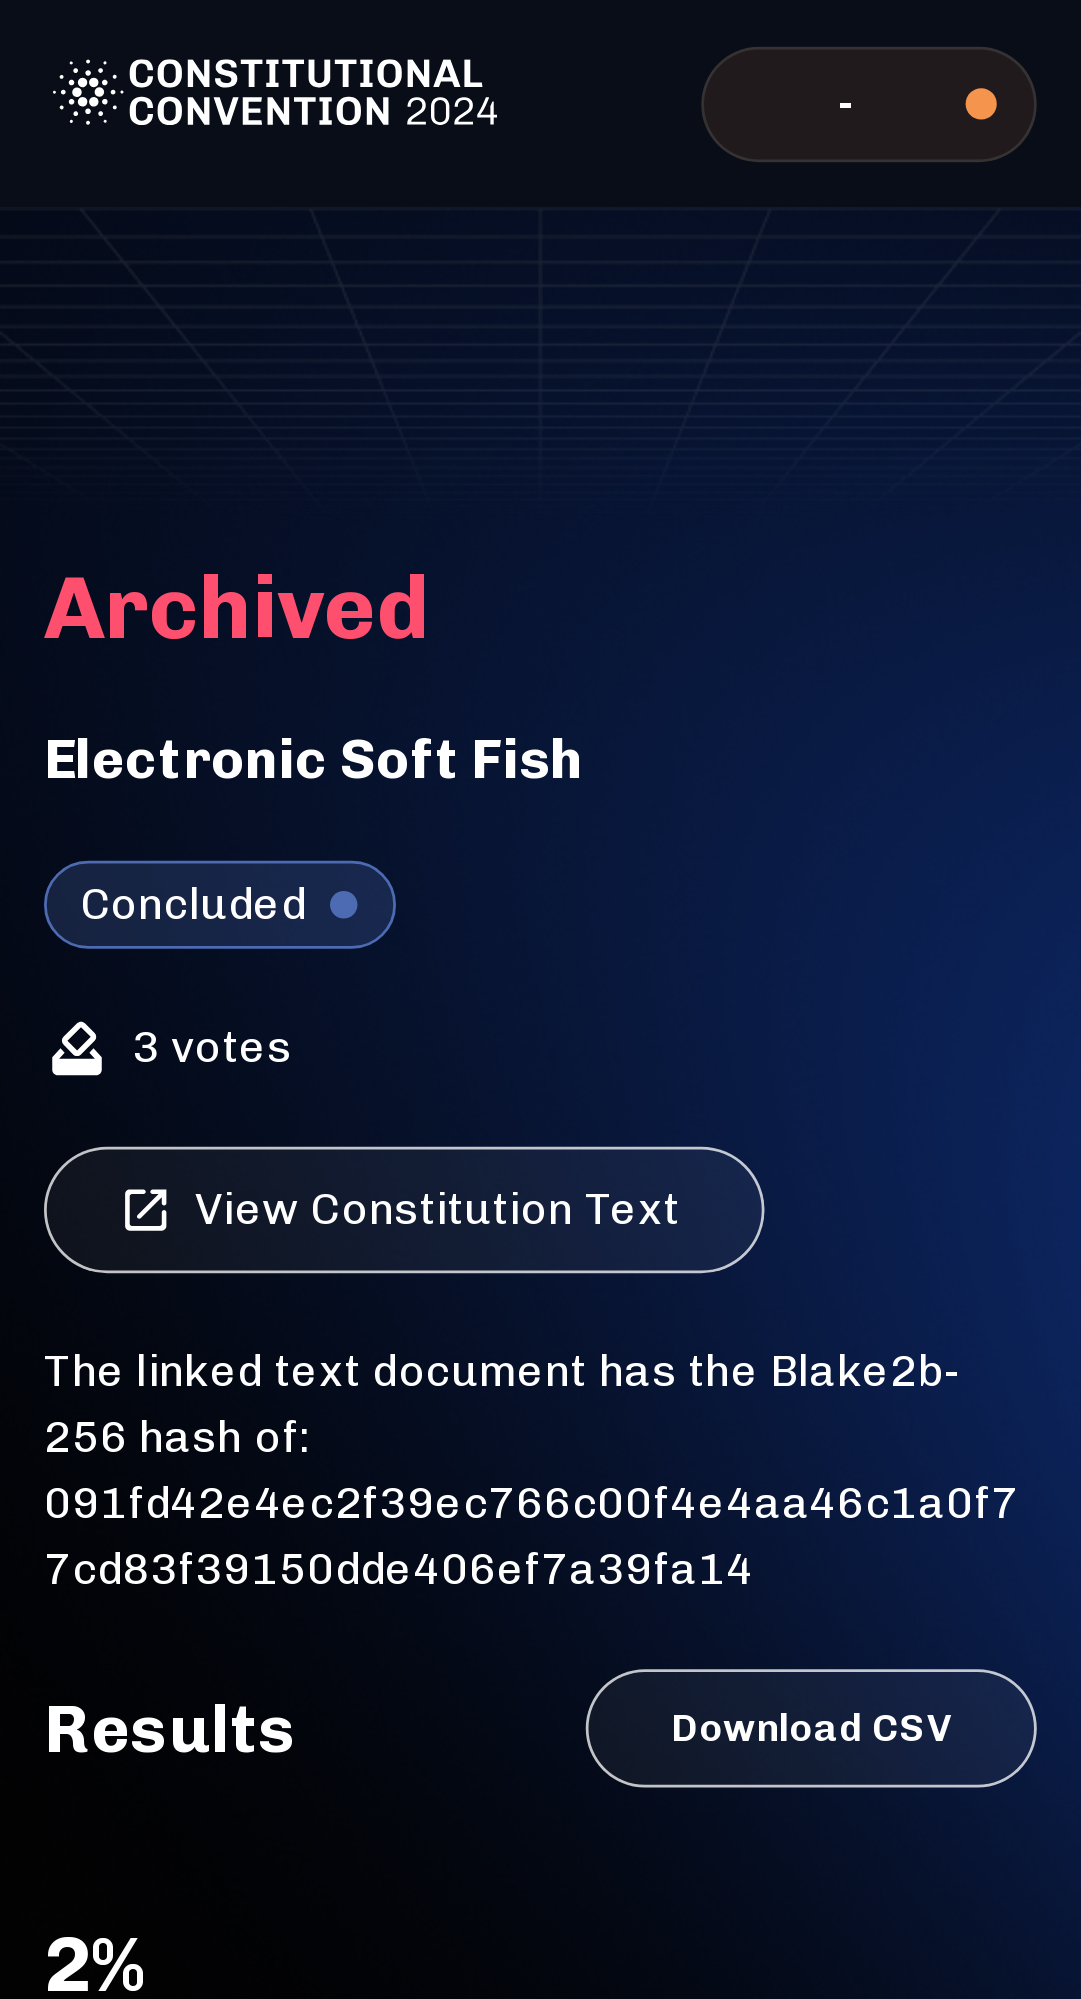 CONSTITUTIONAL
CONVENTION 2024
-
Archived
Electronic Soft Fish
Concluded
3 votes
View Constitution Text
The linked text document has the Blake2b-
256 hash of:
091fd42e4ec2f39ec766c00f4e4aa46c1a0f7
7cd83f39150dde406ef7a39fa14
Results
Download CSV
2%